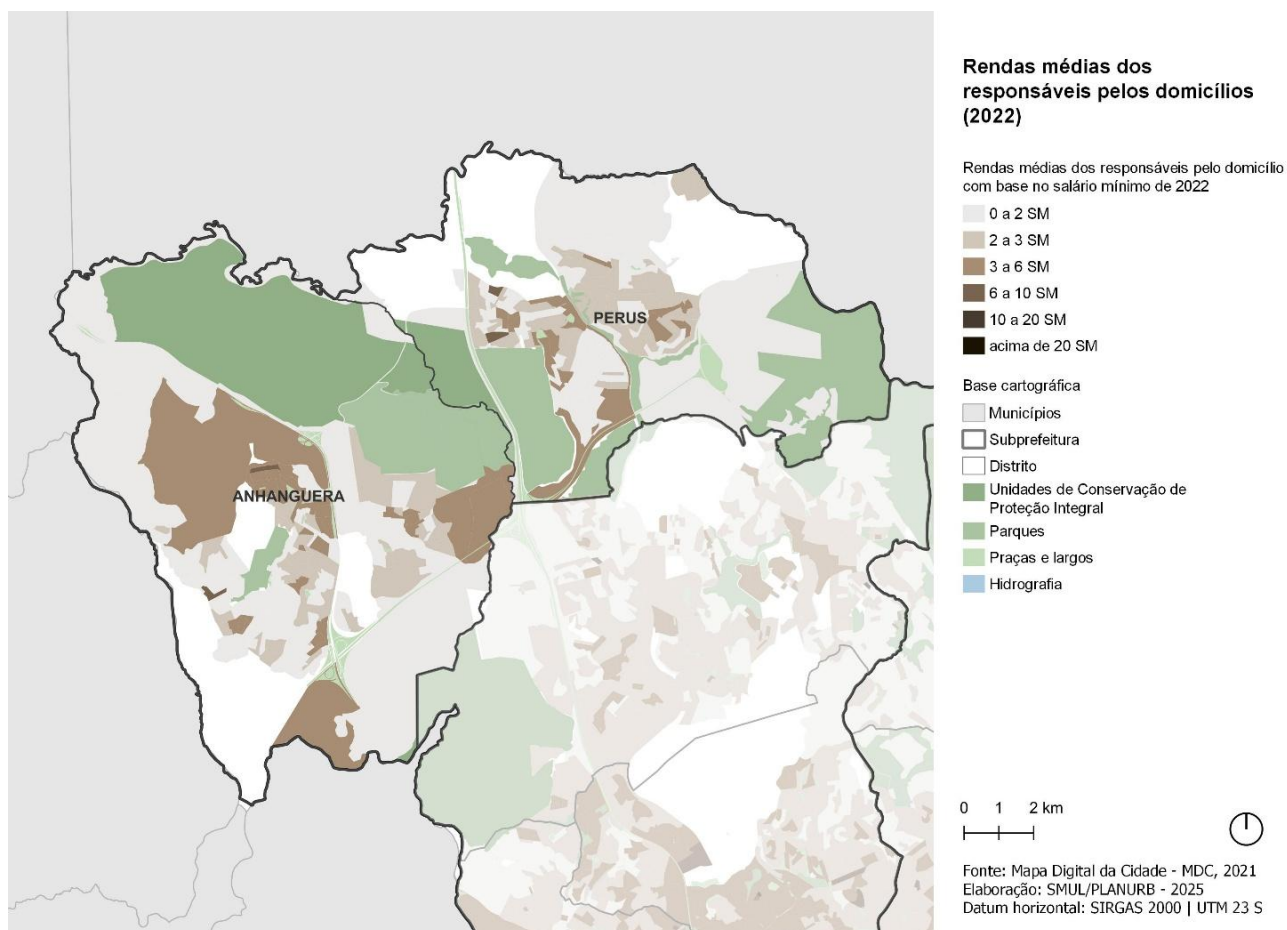 Rendas médias dos
responsáveis pelos domicílios
(2022)
Rendas médias dos responsáveis pelo domicílio
com base no salário mínimo de 2022
0 a 2 SM
2 a 3 SM
3 a 6 SM
6 a 10 SM
10 a 20 SM
acima de 20 SM
Base cartográfica
Municípios
Subprefeitura
Distrito
Unidades de Conservação de
Proteção Integral
Parques
Praças e largos
Hidrografia
PERUS
ANHANGUERA
0 1 2 km
Fonte: Mapa Digital da Cidade - MDC, 2021
Elaboração: SMUL/PLANURB - 2025
Datum horizontal: SIRGAS 2000 | UTM 23 S